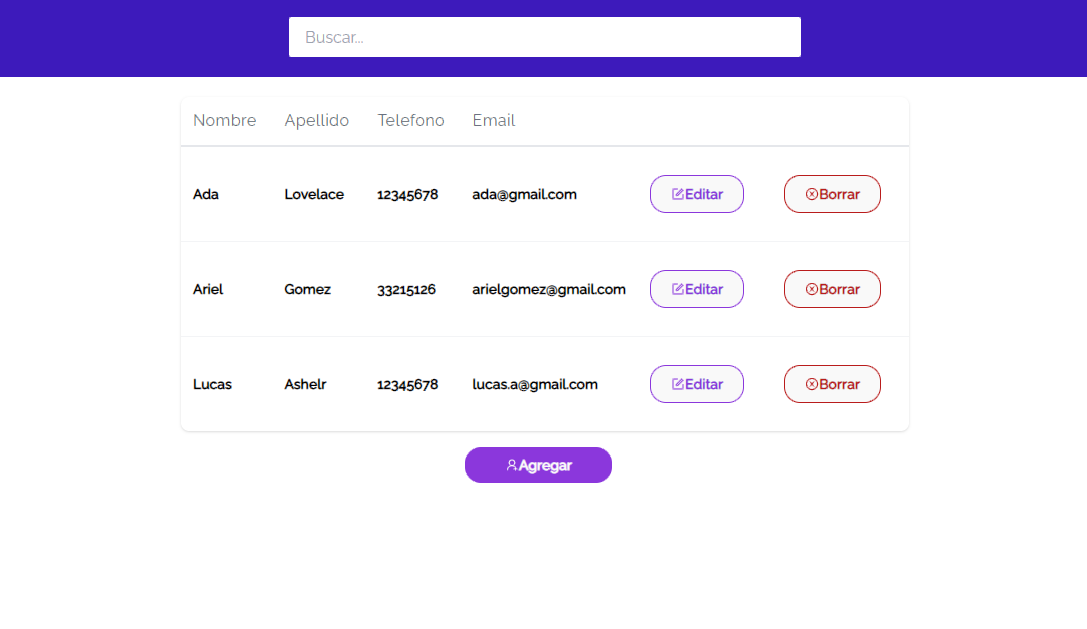 Buscar...
Nombre Apellido Telefono Email
Ada Lovelace 12345678 ada@gmail.com Editar Borrar
Ariel Gomez 33215126 arielgomez@gmail.com Editar Borrar
Lucas Ashelr 12345678 lucas.a@gmail.com Editar Borrar
Agregar